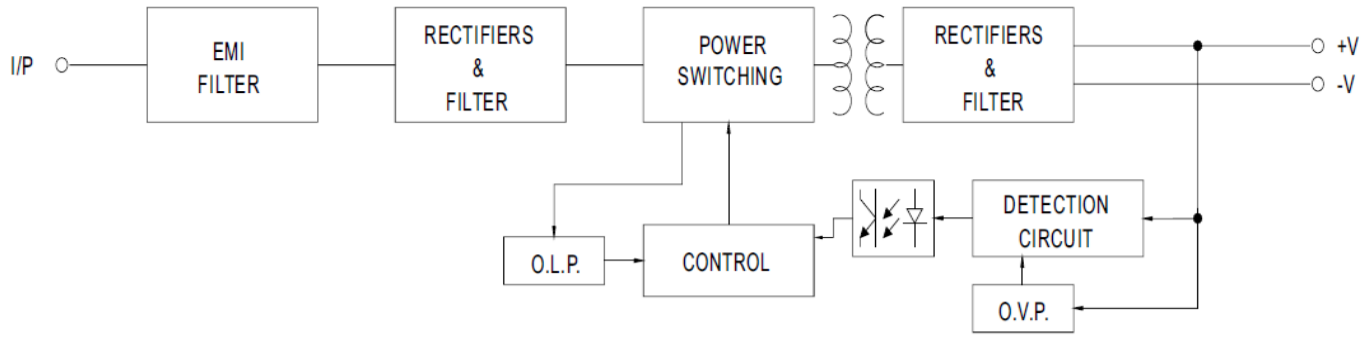 I/P
EMI
FILTER
RECTIFIERS
&
FILTER
POWER
SWITCHING
RECTIFIERS
&
FILTER
+V
-V
O.L.P.
CONTROL
DETECTION
CIRCUIT
O.V.P.